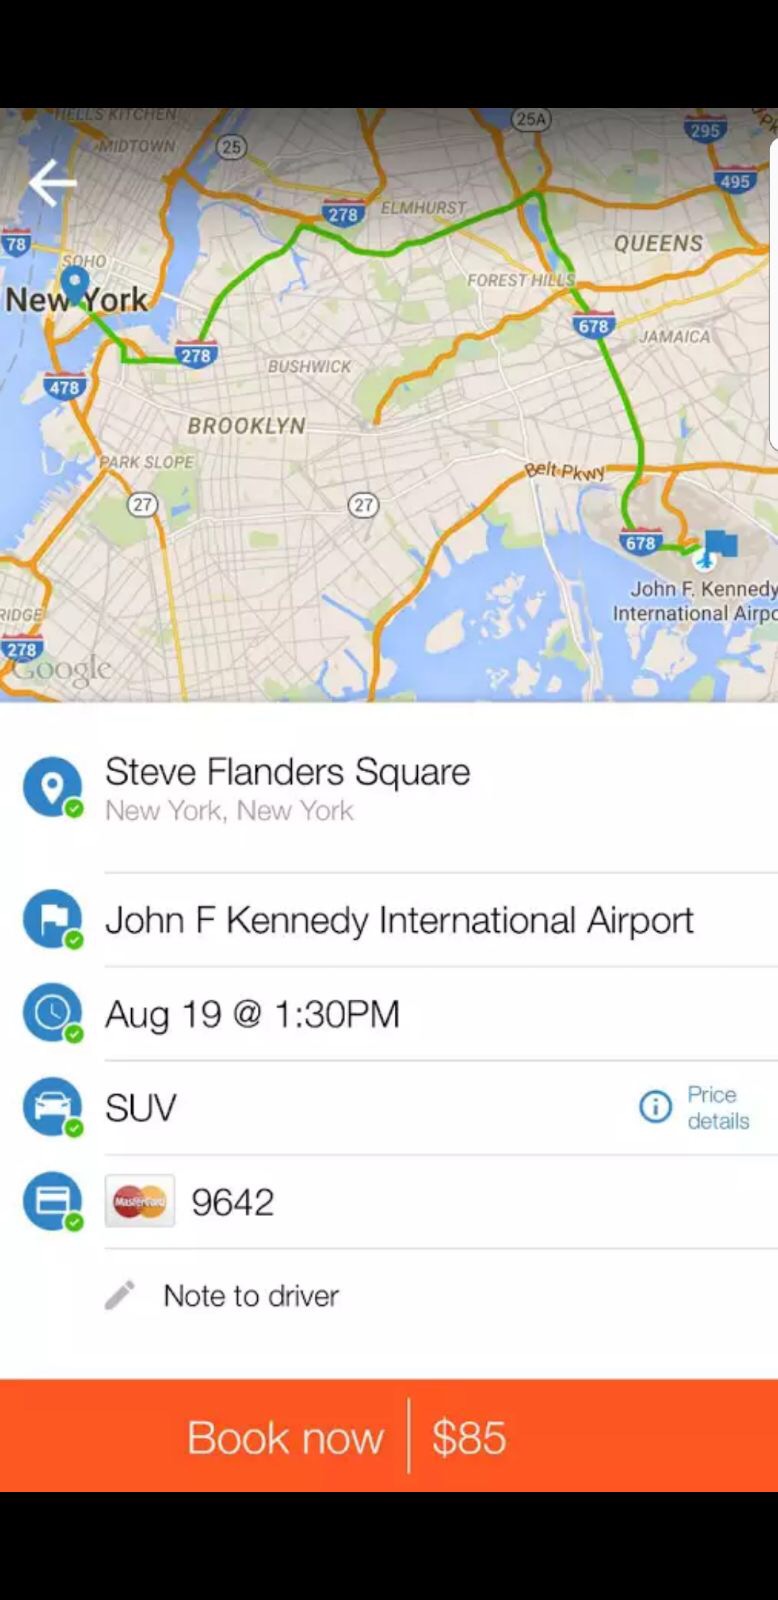 HELLS KITCHEN
MIDTOWN
25
25A
295
495
278
ELMHURST
QUEENS
78
SOHO
New York
FOREST HILLS
678
JAMAICA
278
BUSHWICK
478
BROOKLYN
PARK SLOPE
Belt Pkwy
27
27
678
John F. Kennedy
International Airpo
RIDGE
278
Google
Steve Flanders Square
New York, New York
John F Kennedy International Airport
Aug 19 @ 1:30PM
SUV
Price
details
MasterCard
9642
Note to driver
Book now
$85